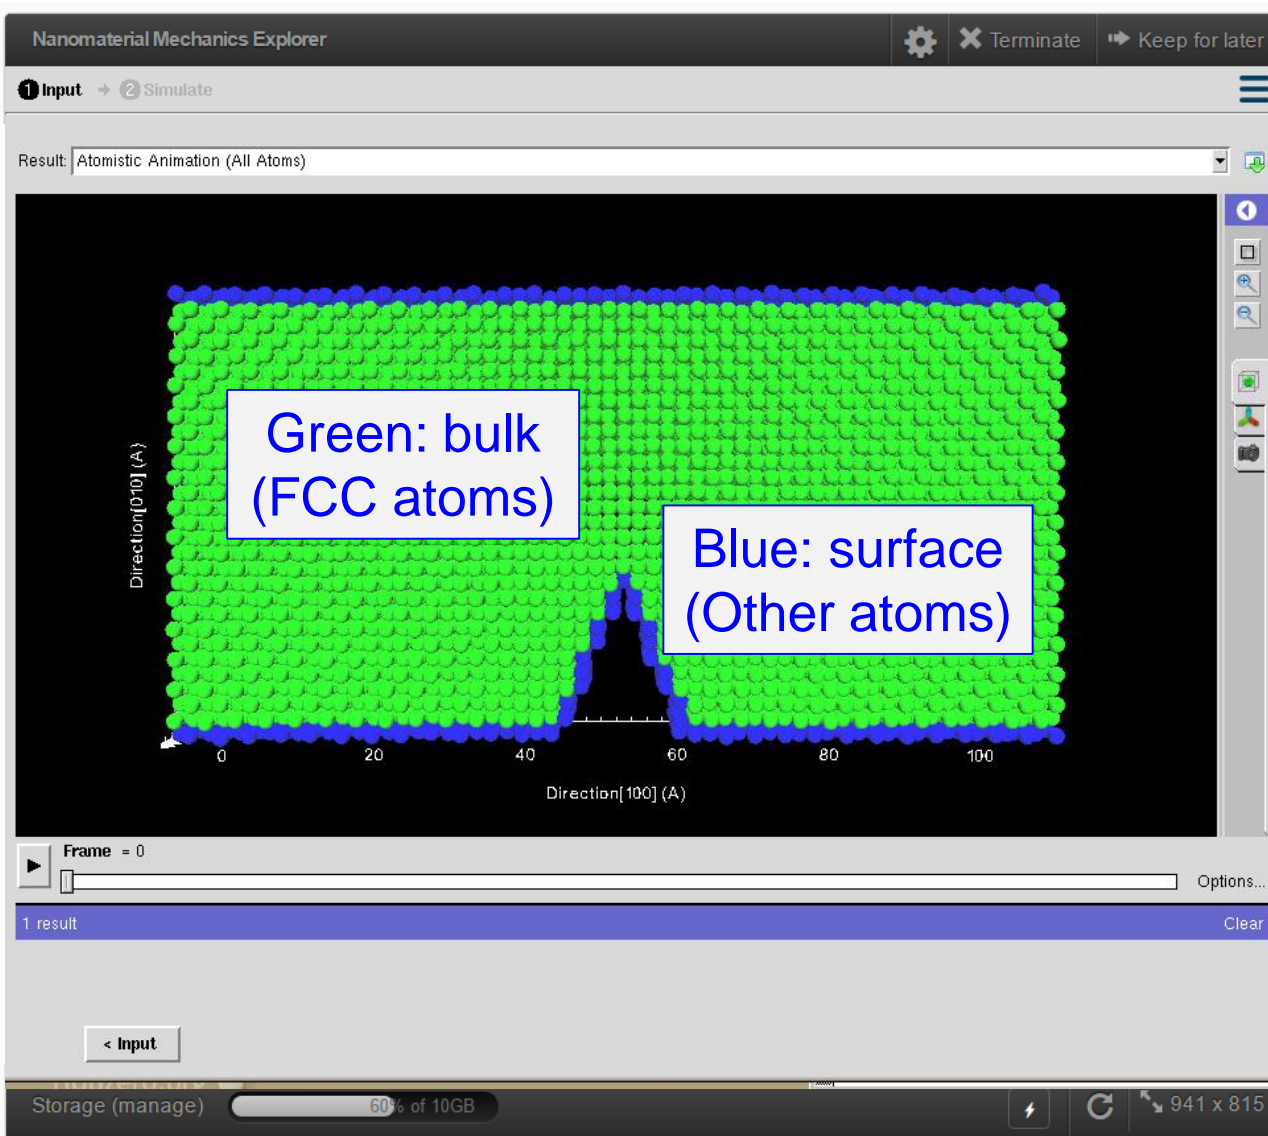 Nanomaterial Mechanics Explorer
Terminate
Keep for later
1 Input
2 Simulate
Result: Atomistic Animation (All Atoms)
Green: bulk
(FCC atoms)
Blue: surface
(Other atoms)
Direction[010] (A)
0 20 40 60 80 100
Direction[100] (A)
Frame = 0
Options...
1 result
Clear
< Input
Storage (manage)
60% of 10GB
941 x 815